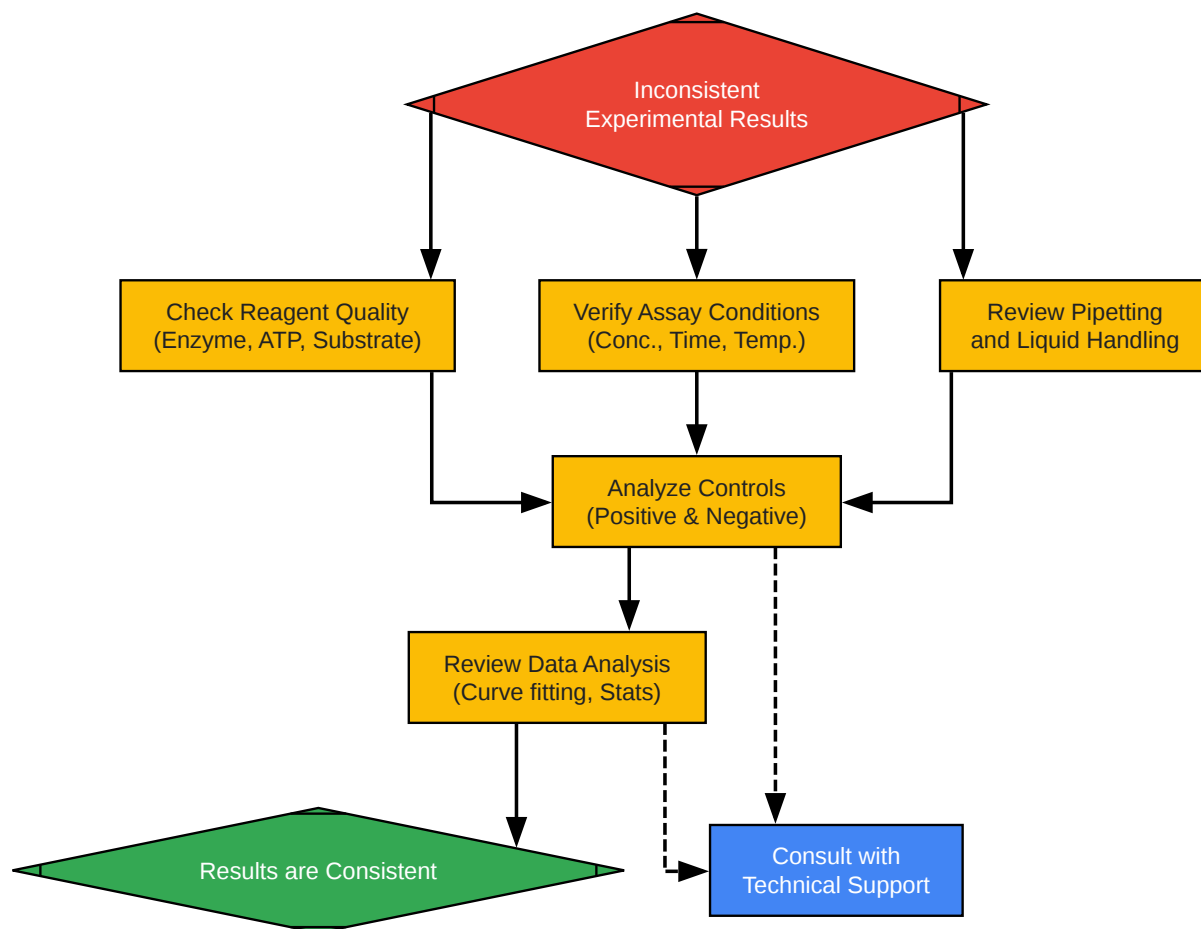 Inconsistent
Experimental Results
Check Reagent Quality
(Enzyme, ATP, Substrate)
Verify Assay Conditions
(Conc., Time, Temp.)
Review Pipetting
and Liquid Handling
Analyze Controls
(Positive & Negative)
Review Data Analysis
(Curve fitting, Stats)
Results are Consistent
Consult with
Technical Support